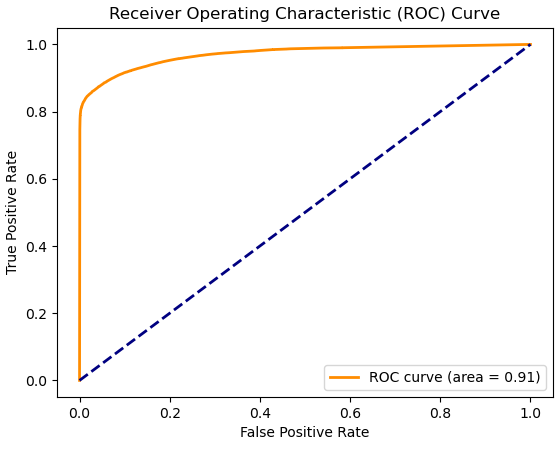 Receiver Operating Characteristic (ROC) Curve
True Positive Rate
1.0
0.8
0.6
0.4
0.2
0.0
ROC curve (area = 0.91)
0.0 0.2 0.4 0.6 0.8 1.0
False Positive Rate